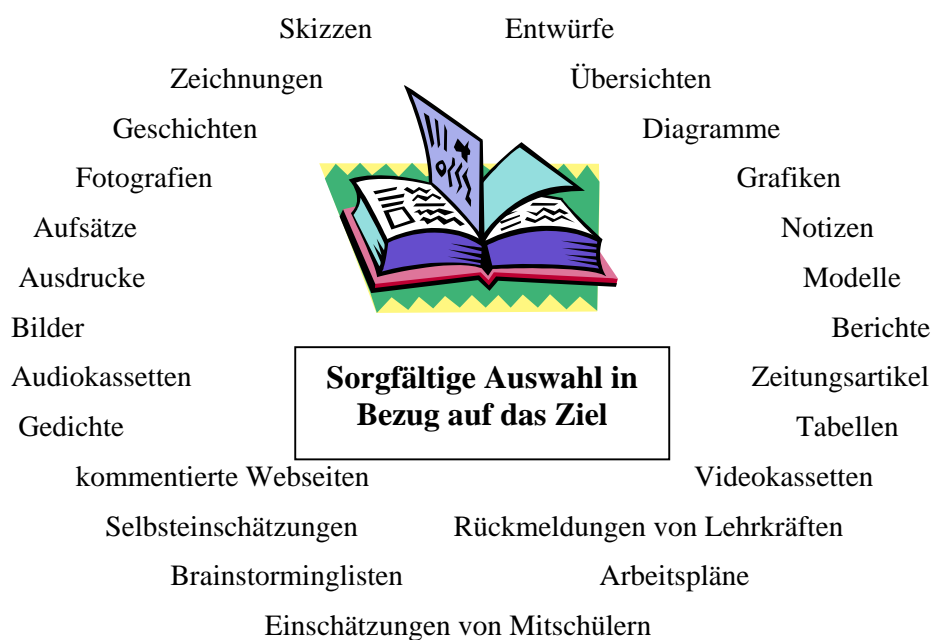 Skizzen Entwürfe
Zeichnungen Übersichten
Geschichten Diagramme
Fotografien Grafiken
Aufsätze Notizen
Ausdrucke Modelle
Bilder Berichte
Audiokassetten Zeitungsartikel
Sorgfältige Auswahl in
Bezug auf das Ziel
Gedichte Tabellen
kommentierte Webseiten Videokassetten
Selbsteinschätzungen Rückmeldungen von Lehrkräften
Brainstorminglisten Arbeitspläne
Einschätzungen von Mitschülern